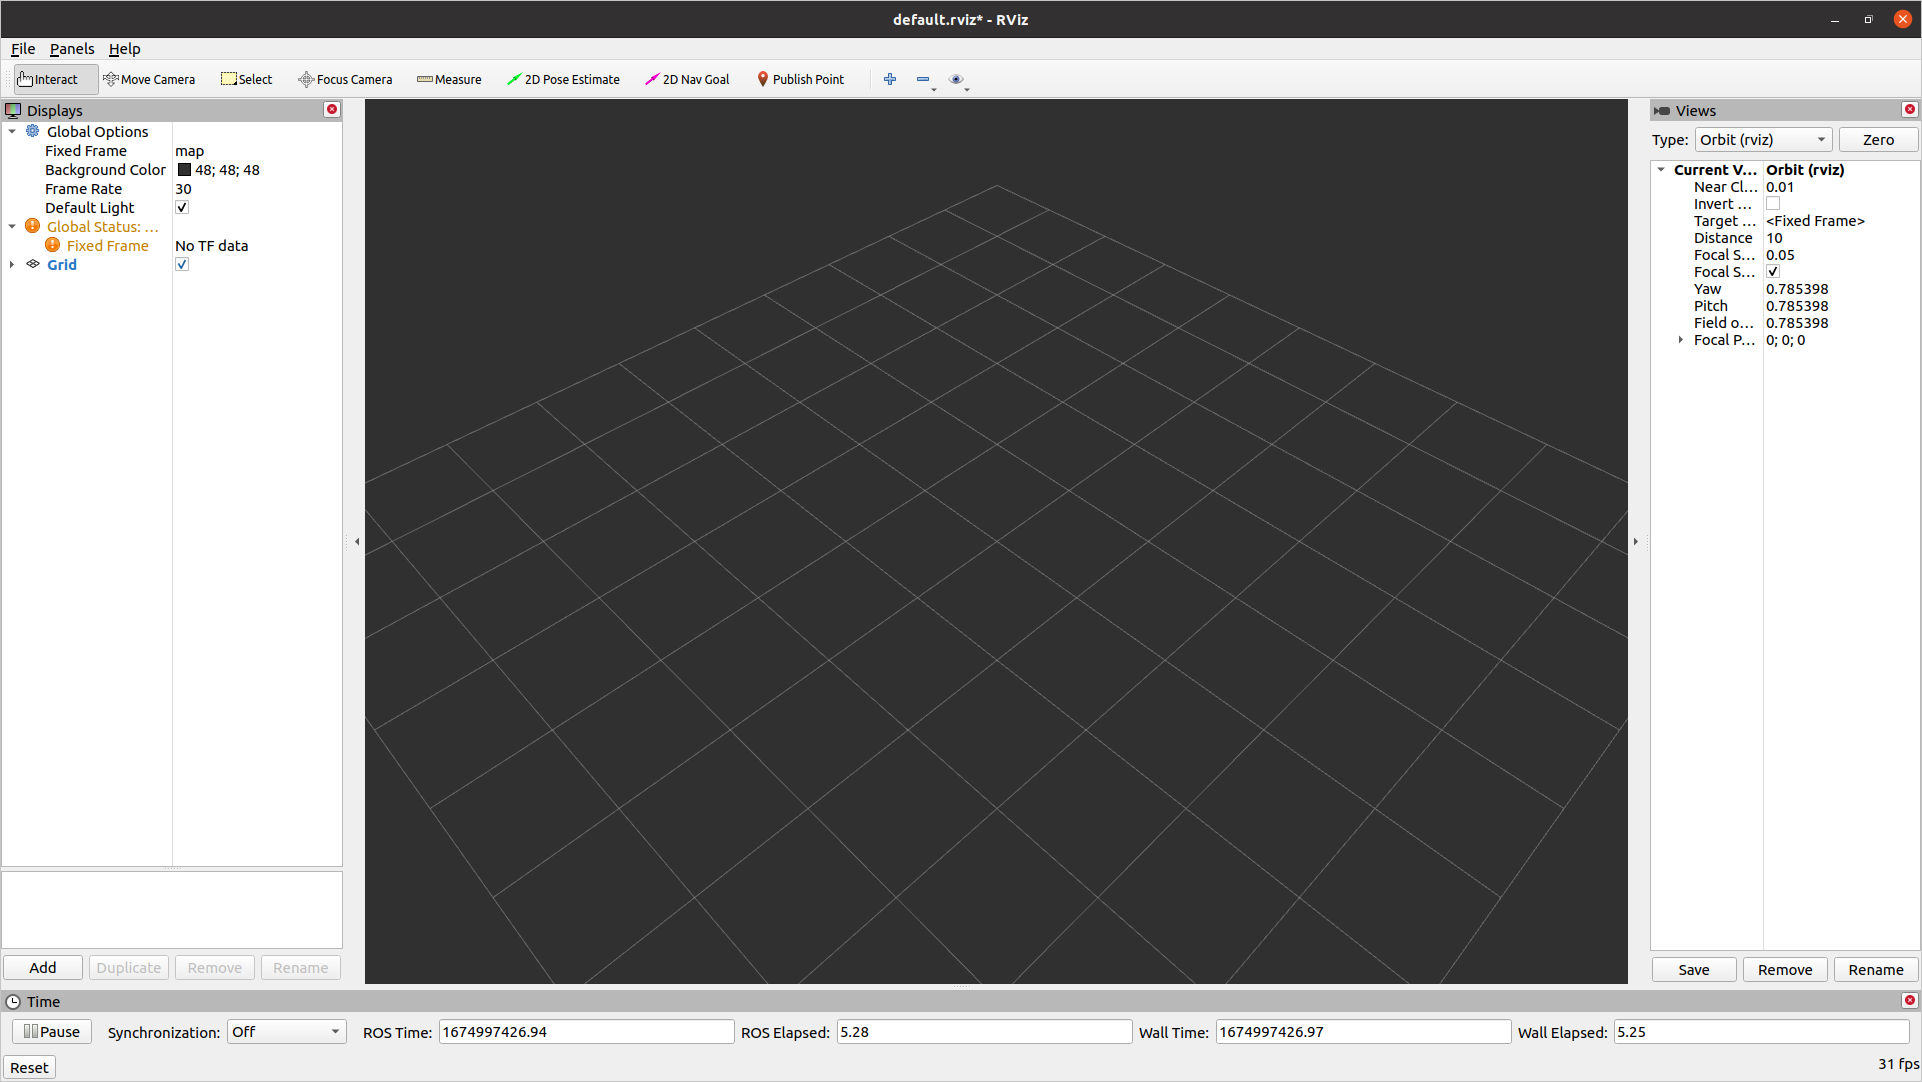 default.rviz* - RViz
File Panels Help
Interact Move Camera Select Focus Camera Measure 2D Pose Estimate 2D Nav Goal Publish Point
Displays
Global Options
Fixed Frame map
Background Color 48; 48; 48
Frame Rate 30
Default Light
Global Status: ...
Fixed Frame No TF data
Grid
Add Duplicate Remove Rename
Views
Type: Orbit (rviz) Zero
Current V... Orbit (rviz)
Near Cl... 0.01
Invert ...
Target ... <Fixed Frame>
Distance 10
Focal S... 0.05
Focal S...
Yaw 0.785398
Pitch 0.785398
Field o... 0.785398
Focal P... 0; 0; 0
Save Remove Rename
Time
Pause Synchronization: Off ROS Time: 1674997426.94 ROS Elapsed: 5.28 Wall Time: 1674997426.97 Wall Elapsed: 5.25
Reset 31 fps